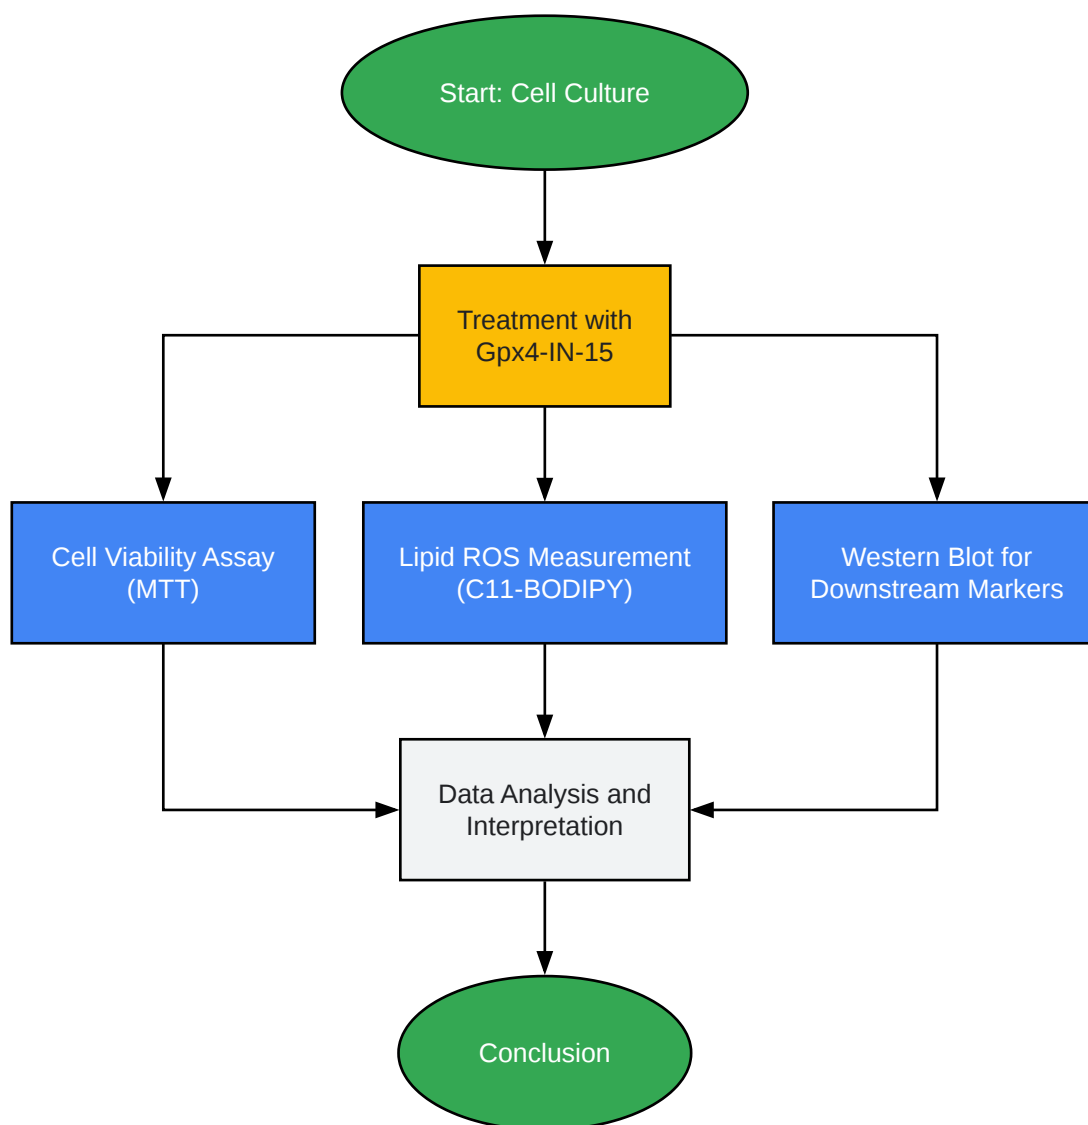 Start: Cell Culture
Treatment with
Gpx4-IN-15
Cell Viability Assay
(MTT)
Lipid ROS Measurement
(C11-BODIPY)
Western Blot for
Downstream Markers
Data Analysis and
Interpretation
Conclusion